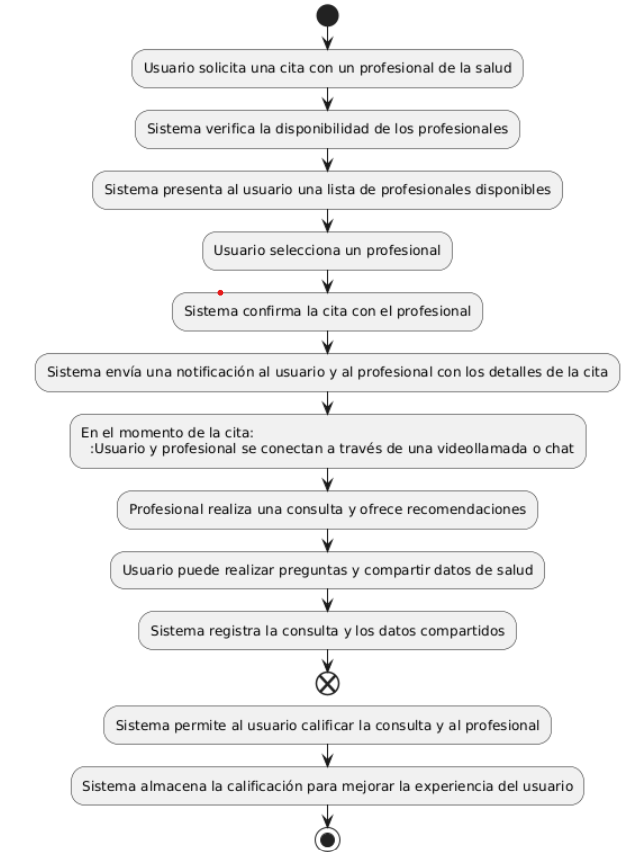 Usuario solicita una cita con un profesional de la salud
Sistema verifica la disponibilidad de los profesionales
Sistema presenta al usuario una lista de profesionales disponibles
Usuario selecciona un profesional
Sistema confirma la cita con el profesional
Sistema envía una notificación al usuario y al profesional con los detalles de la cita
En el momento de la cita:
:Usuario y profesional se conectan a través de una videollamada o chat
Profesional realiza una consulta y ofrece recomendaciones
Usuario puede realizar preguntas y compartir datos de salud
Sistema registra la consulta y los datos compartidos
Sistema permite al usuario calificar la consulta y al profesional
Sistema almacena la calificación para mejorar la experiencia del usuario